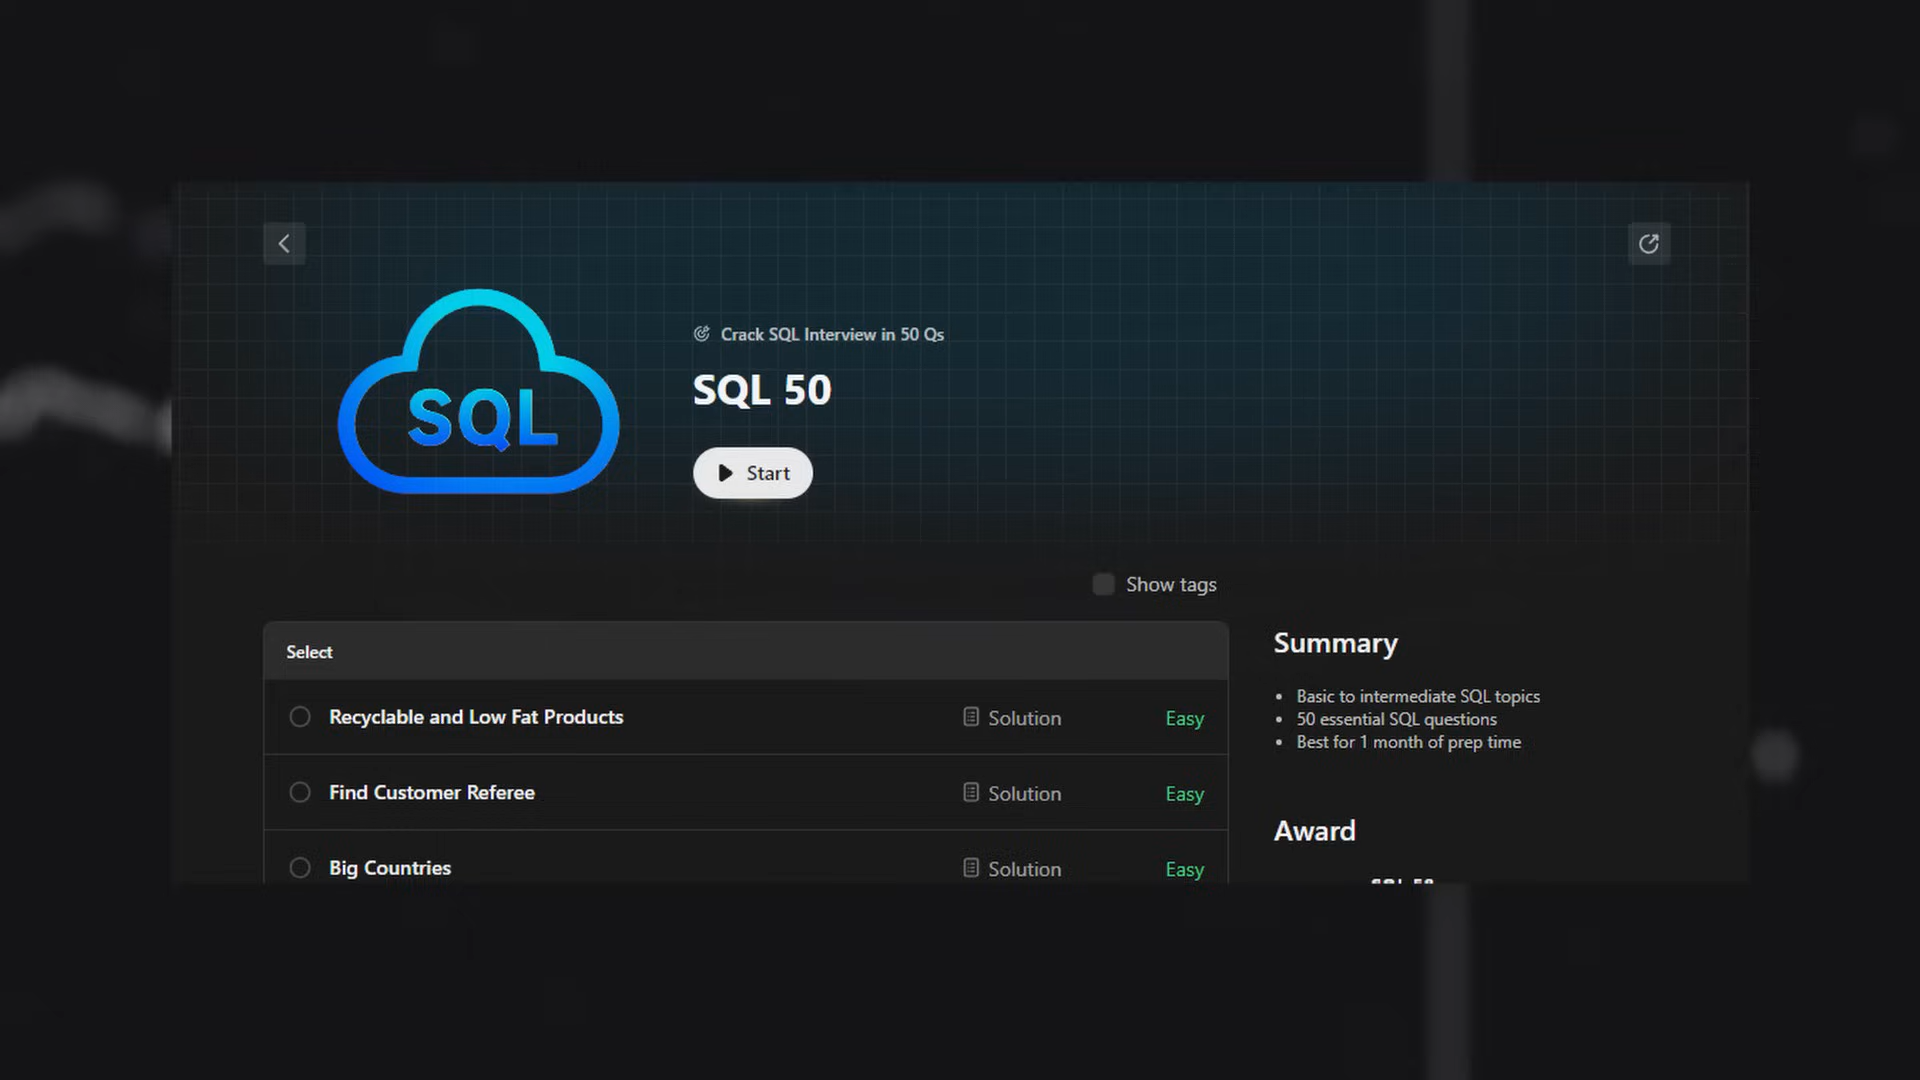 SQL
Crack SQL Interview in 50 Qs
SQL 50
Start
Show tags
Select
Recyclable and Low Fat Products Solution Easy
Find Customer Referee Solution Easy
Big Countries Solution Easy
Summary
Basic to intermediate SQL topics
50 essential SQL questions
Best for 1 month of prep time
Award